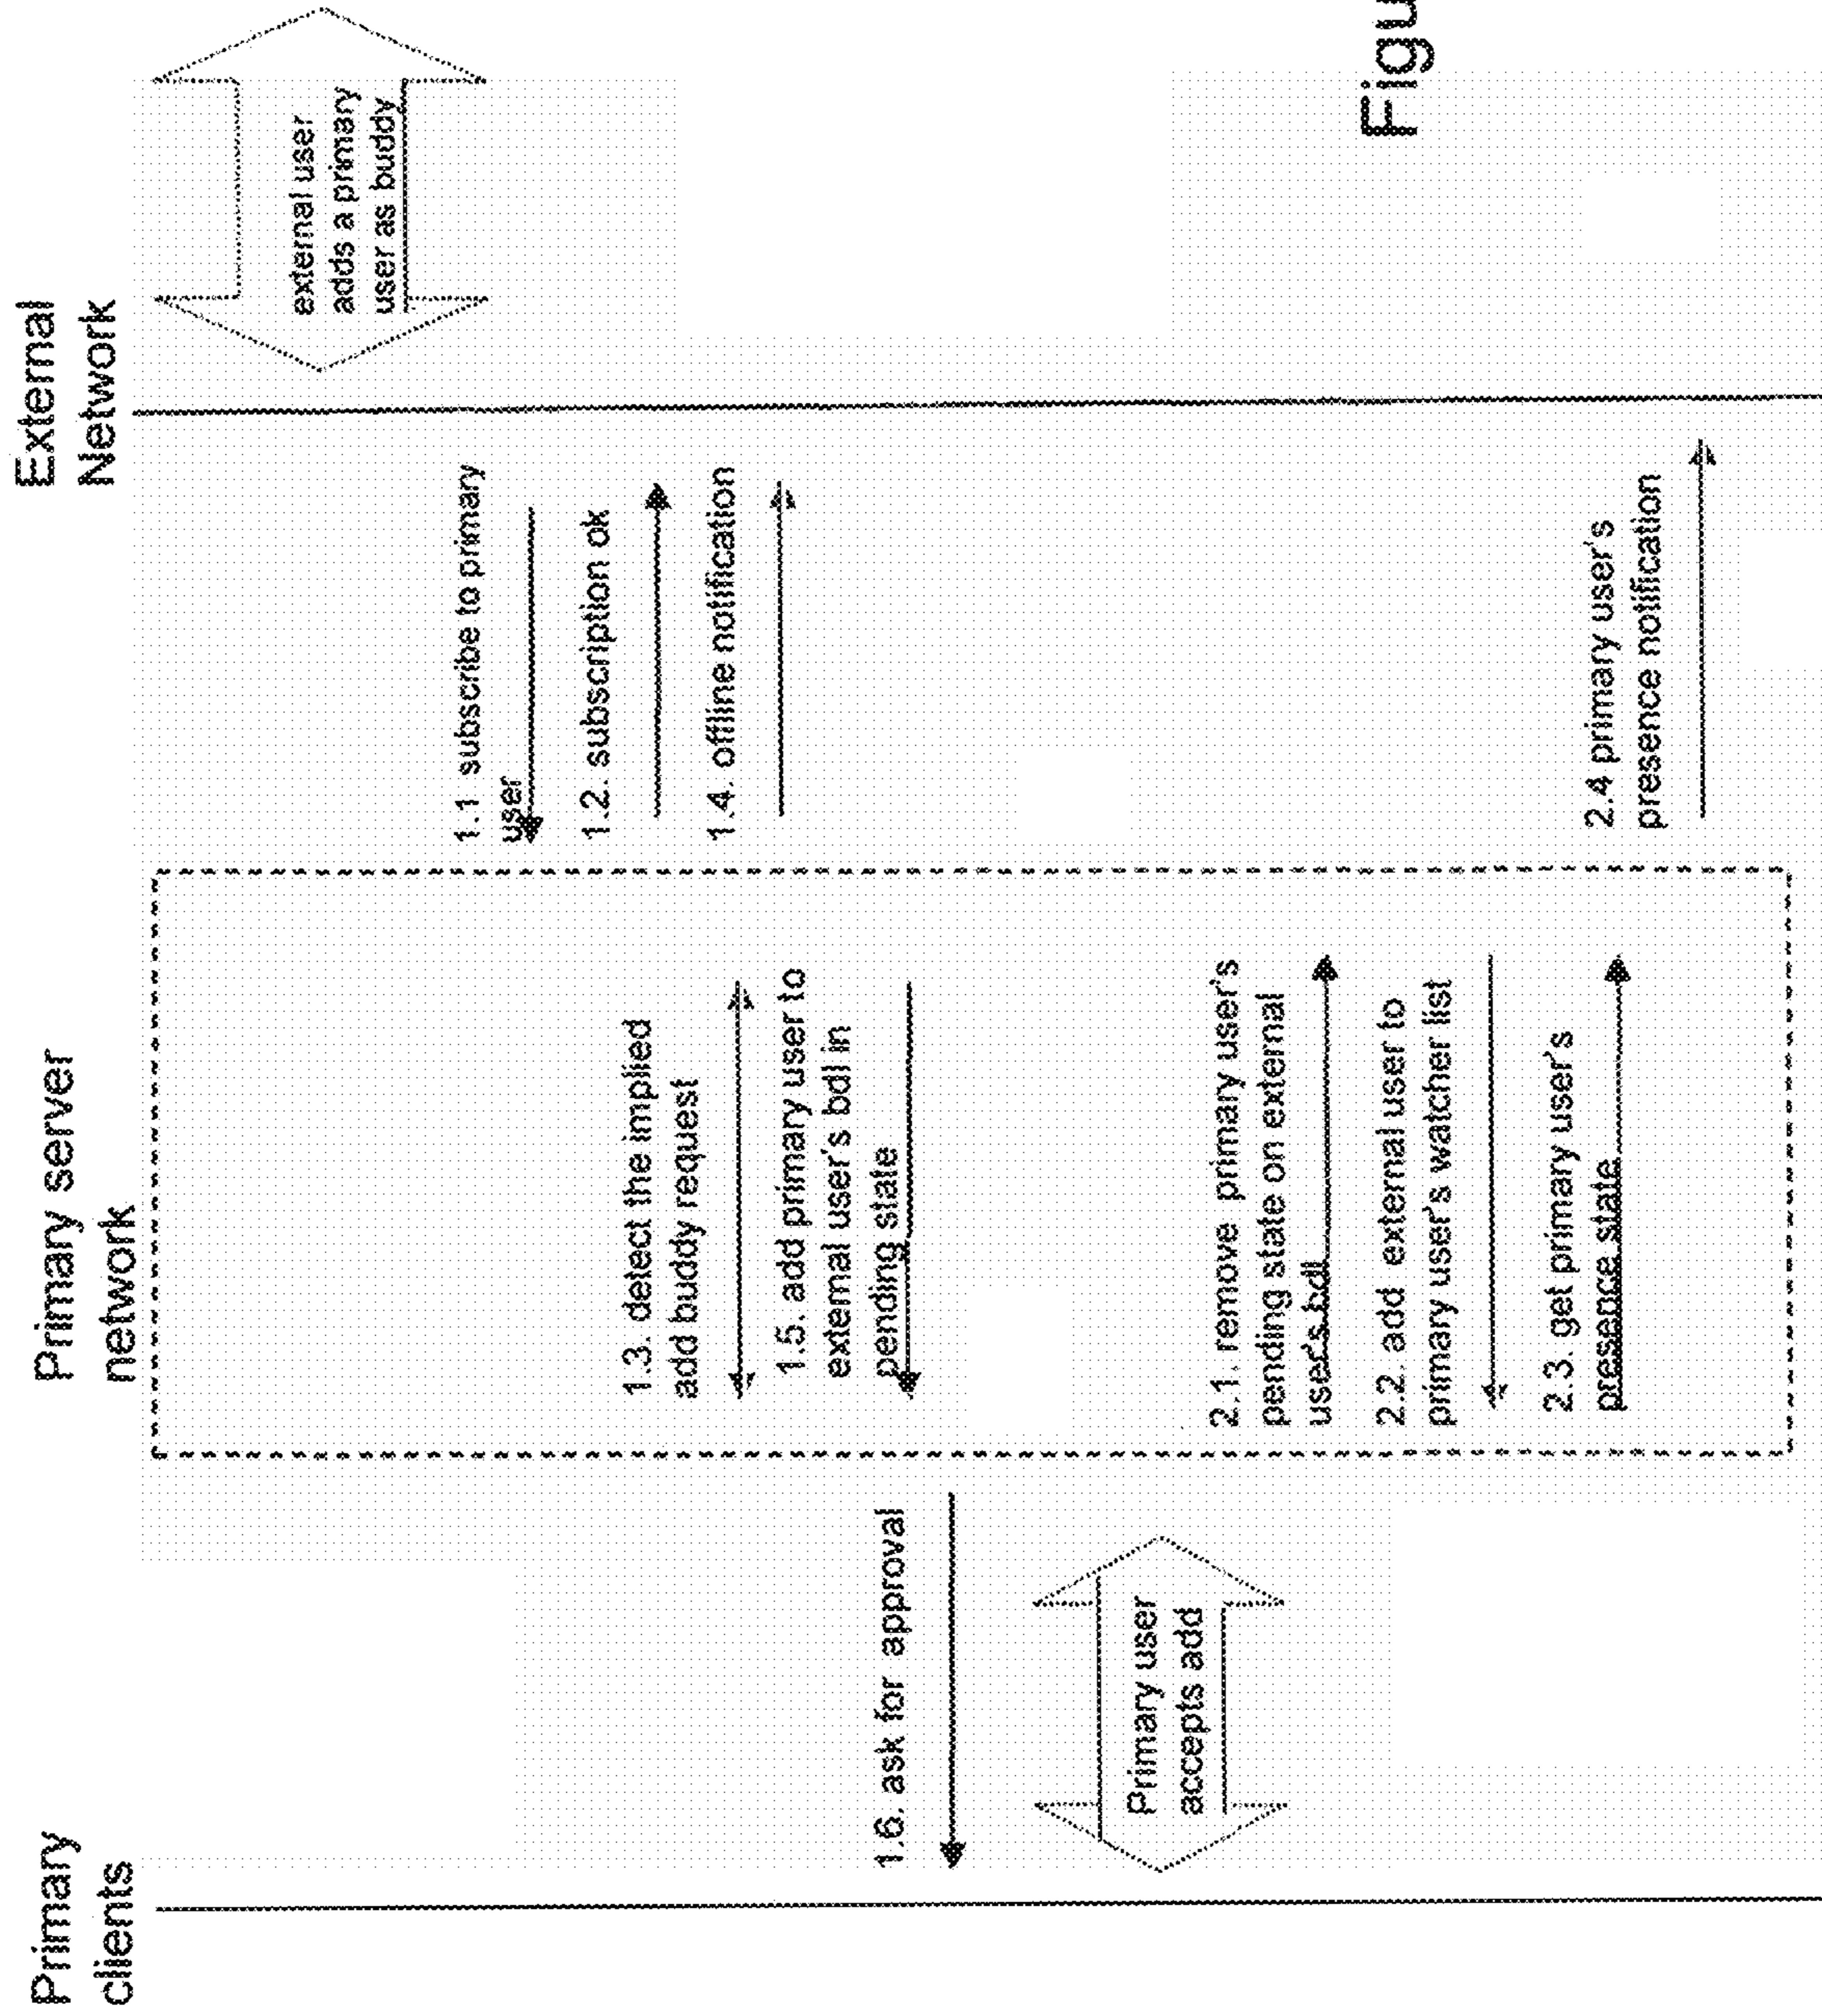 Primary
clients
Primary server
network
External
Network
external user
adds a primary
user as buddy
1.1 subscribe to primary
user
1.2. subscription ok
1.3. detect the implied
add buddy request
1.4. offline notification
1.5. add primary user to
external user's bdl in
pending state
1.6. ask for approval
Primary user
accepts add
2.1. remove primary user's
pending state on external
user's bdl
2.2. add external user to
primary user's watcher list
2.3. get primary user's
presence state
2.4 primary user's
presence notification
Figu